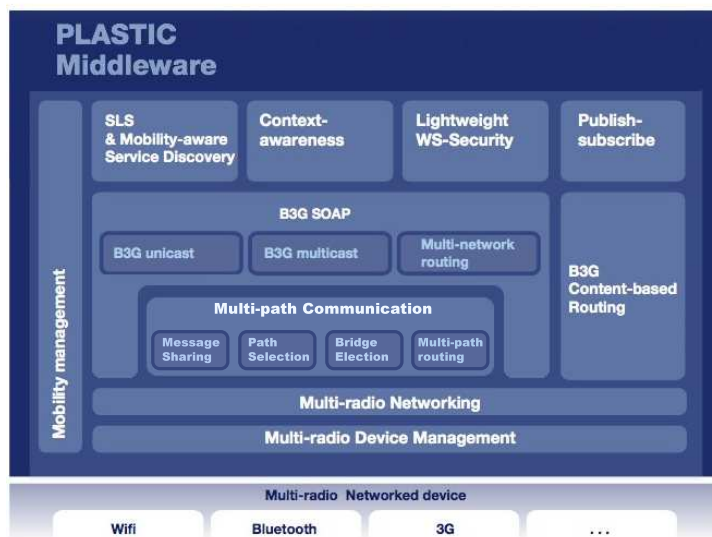 PLASTIC
Middleware
SLS
& Mobility-aware
Service Discovery
Context-
awareness
Lightweight
WS-Security
Publish-
subscribe
Mobility management
B3G SOAP
B3G unicast
B3G multicast
Multi-network
routing
B3G
Content-based
Routing
Multi-path Communication
Message
Sharing
Path
Selection
Bridge
Election
Multi-path
routing
Multi-radio Networking
Multi-radio Device Management
Multi-radio Networked device
Wifi
Bluetooth
3G
...